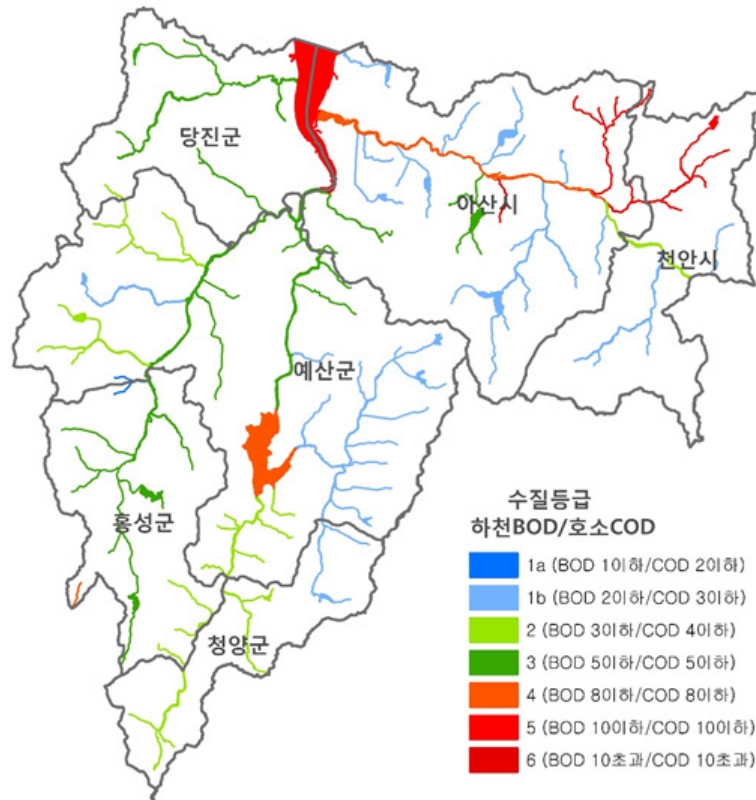 당진군
아산시
천안시
예산군
홍성군
청양군
수질등급
하천BOD/호소COD
1a (BOD 1이하/COD 2이하)
1b (BOD 2이하/COD 3이하)
2 (BOD 3이하/COD 4이하)
3 (BOD 5이하/COD 5이하)
4 (BOD 8이하/COD 8이하)
5 (BOD 10이하/COD 10이하)
6 (BOD 10초과/COD 10초과)